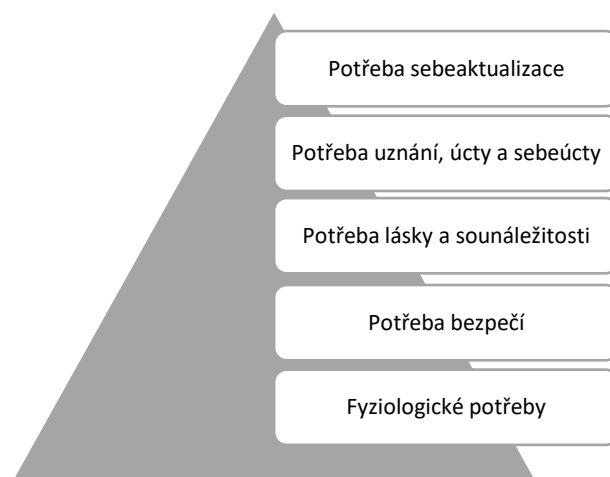 Potřeba sebeaktualizace
Potřeba uznání, úcty a sebeúcty
Potřeba lásky a sounáležitosti
Potřeba bezpečí
Fyziologické potřeby